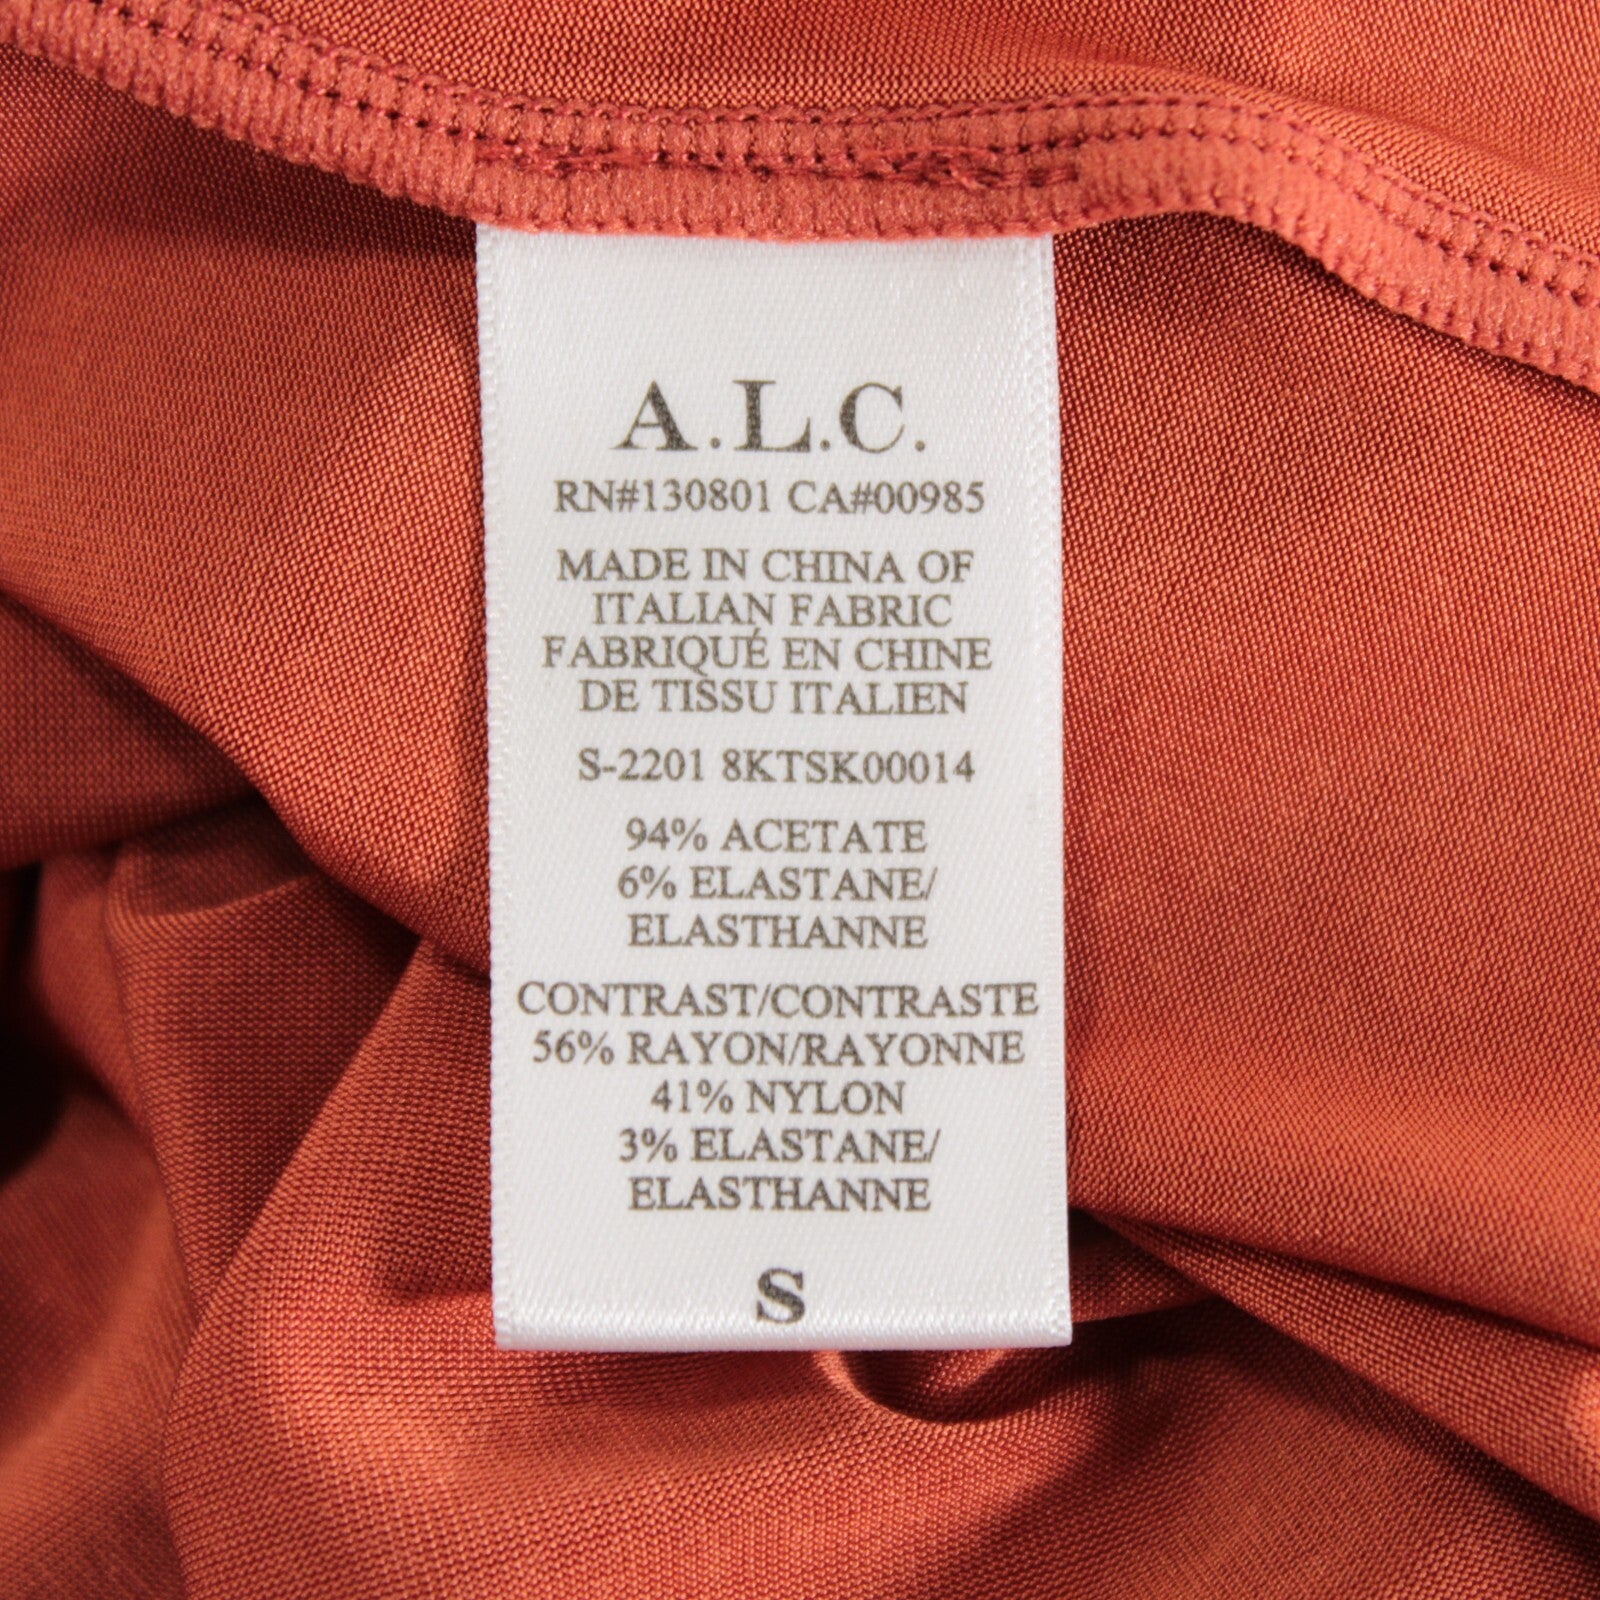 A.L.C.
RN#130801 CA#00985
MADE IN CHINA OF
ITALIAN FABRIC
FABRIQUÉ EN CHINE
DE TISSU ITALIEN
S-2201 8KTSK00014
94% ACETATE
6% ELASTANE/
ELASTHANNE
CONTRAST/CONTRASTE
56% RAYON/RAYONNE
41% NYLON
3% ELASTANE/
ELASTHANNE
S